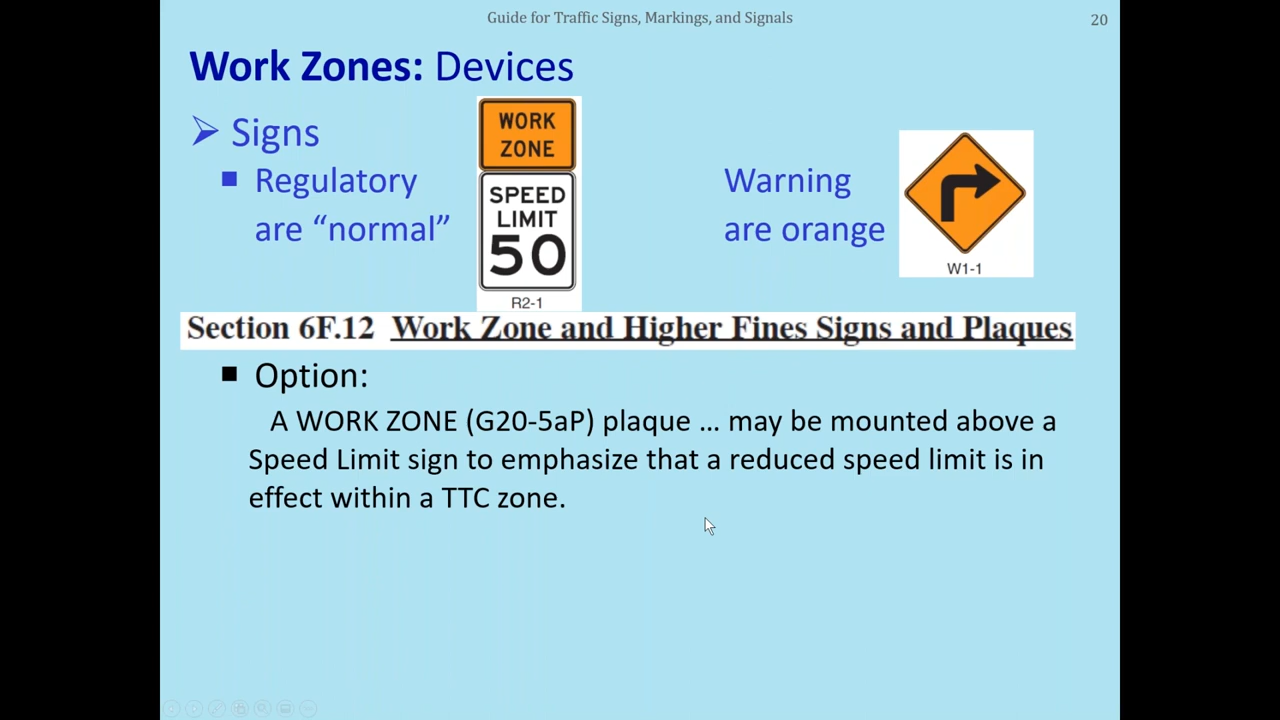 Guide for Traffic Signs, Markings, and Signals
20
Work Zones: Devices
Signs
Regulatory
are “normal”
WORK
ZONE
SPEED
LIMIT
50
R2-1
Warning
are orange
W1-1
Section 6F.12 Work Zone and Higher Fines Signs and Plaques
Option:
A WORK ZONE (G20-5aP) plaque … may be mounted above a
Speed Limit sign to emphasize that a reduced speed limit is in
effect within a TTC zone.